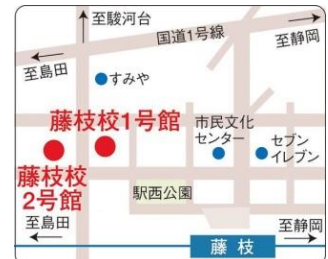 至駿河台
国道1号線
至静岡
至島田
すみや
藤枝校1号館
市民文化
センター
セブン
イレブン
藤枝校
2号館
駅西公園
至島田
至静岡
藤枝